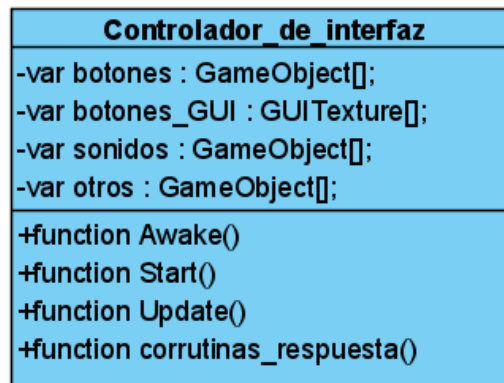 Controlador_de_interfaz
-var botones : GameObject[];
-var botones_GUI : GUITexture[];
-var sonidos : GameObject[];
-var otros : GameObject[];
+function Awake()
+function Start()
+function Update()
+function corrutinas_respuesta()